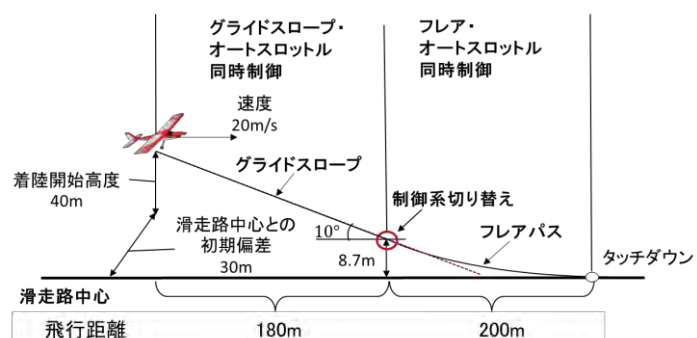 グライドスロープ・
オートスロットル
同時制御
フレア・
オートスロットル
同時制御
速度
20m/s
着陸開始高度
40m
グライドスロープ
制御系切り替え
10°
滑走路中心との
初期偏差
30m
8.7m
フレアパス
タッチダウン
滑走路中心
飛行距離
180m
200m